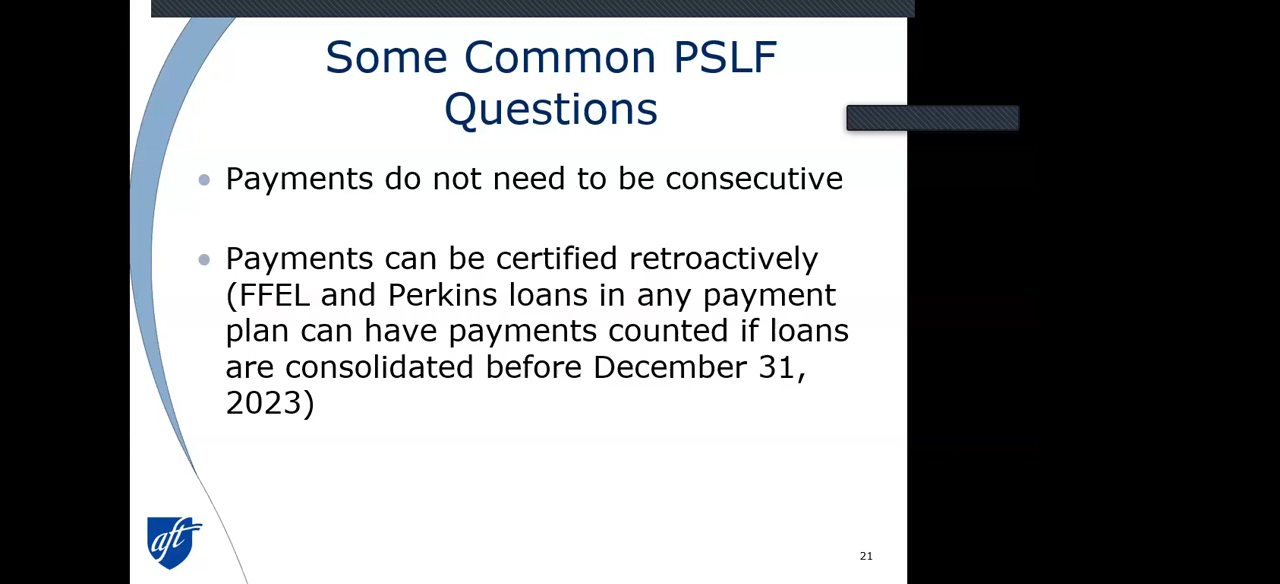 Some Common PSLF
Questions
Payments do not need to be consecutive
Payments can be certified retroactively
(FFEL and Perkins loans in any payment
plan can have payments counted if loans
are consolidated before December 31,
2023)
aft
21